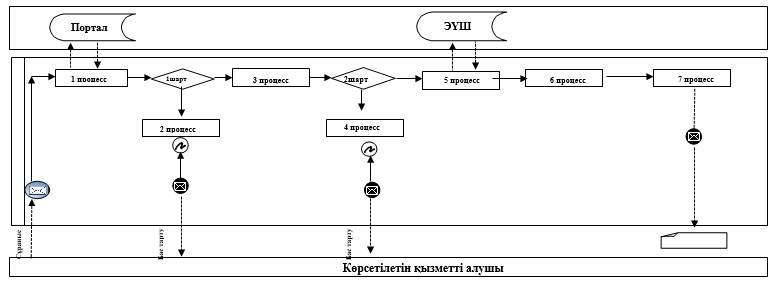 Портал
ЭҮШ
1 процесс
1шарт
3 процесс
2шарт
5 процесс
6 процесс
7 процесс
2 процесс
4 процесс
Сұраныс
Бас тарту
Бас тарту
Көрсетілетін қызметті алушы